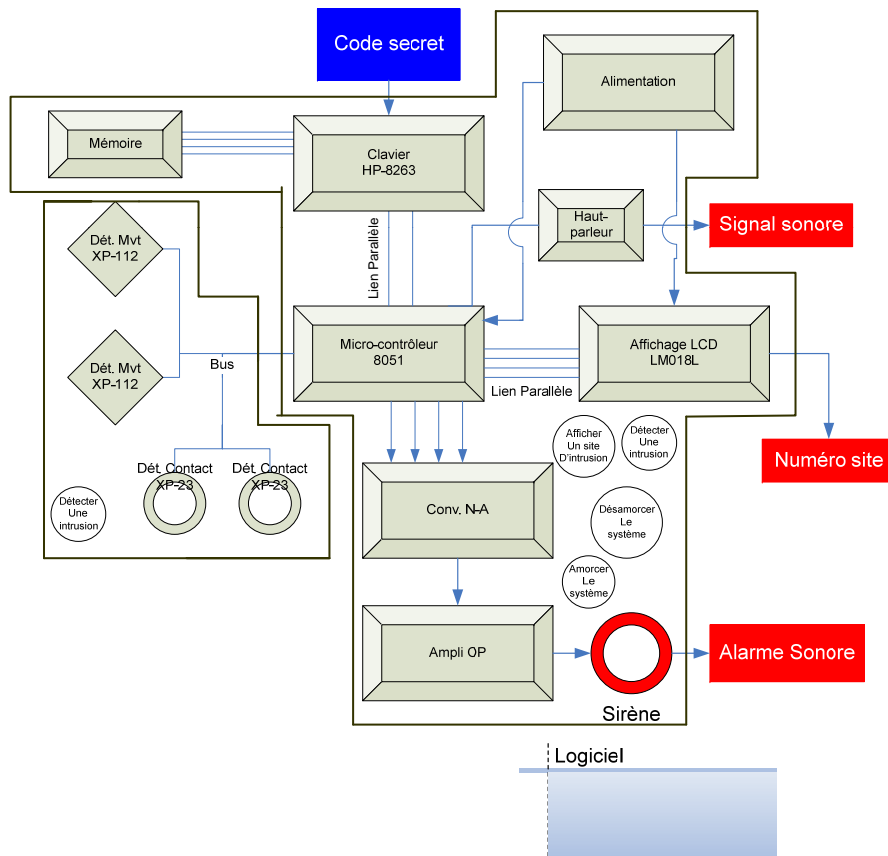 Code secret
Alimentation
Mémoire
Clavier
HP-8263
Haut-
parleur
Signal sonore
Dét. Mvt
XP-112
Lien Parallèle
Micro-contrôleur
8051
Affichage LCD
LM018L
Dét. Mvt
XP-112
Bus
Lien Parallèle
Afficher
Un site
D'intrusion
Détecter
Une
intrusion
Numéro site
Dét. Contact
XP-23
Dét. Contact
XP-23
Détecter
Une
intrusion
Conv. N-A
Désamorcer
Le
système
Amorcer
Le
système
Ampli OP
Alarme Sonore
Sirène
Logiciel